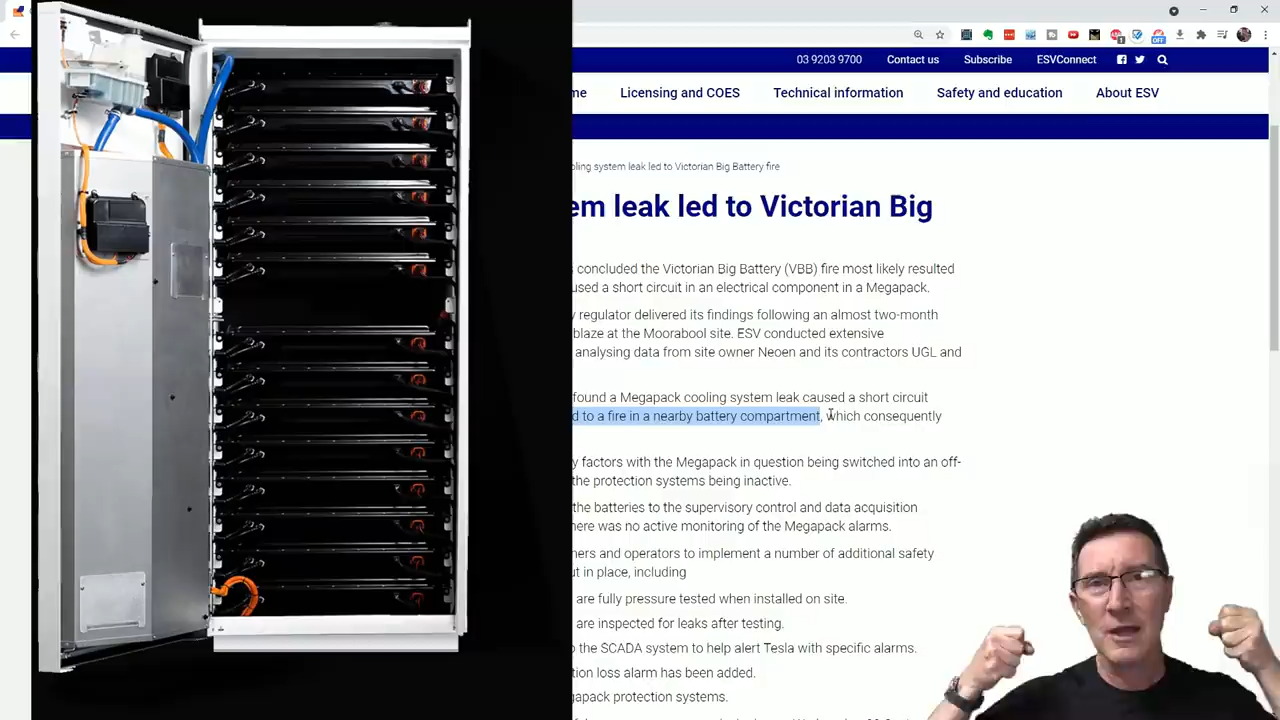 03 9203 9700 Contact us Subscribe ESVConnect
me Licensing and COES Technical information Safety and education About ESV
oling system leak led to Victorian Big Battery fire
em leak led to Victorian Big
concluded the Victorian Big Battery (VBB) fire most likely resulted
used a short circuit in an electrical component in a Megapack.
y regulator delivered its findings following an almost two-month
blaze at the Moorabool site. ESV conducted extensive
analysing data from site owner Neoen and its contractors UGL and
found a Megapack cooling system leak caused a short circuit
d to a fire in a nearby battery compartment, which consequently
y factors with the Megapack in question being switched into an off-
the protection systems being inactive.
the batteries to the supervisory control and data acquisition
here was no active monitoring of the Megapack alarms.
ners and operators to implement a number of additional safety
ut in place, including
are fully pressure tested when installed on site.
are inspected for leaks after testing.
o the SCADA system to help alert Tesla with specific alarms.
tion loss alarm has been added.
gapack protection systems.